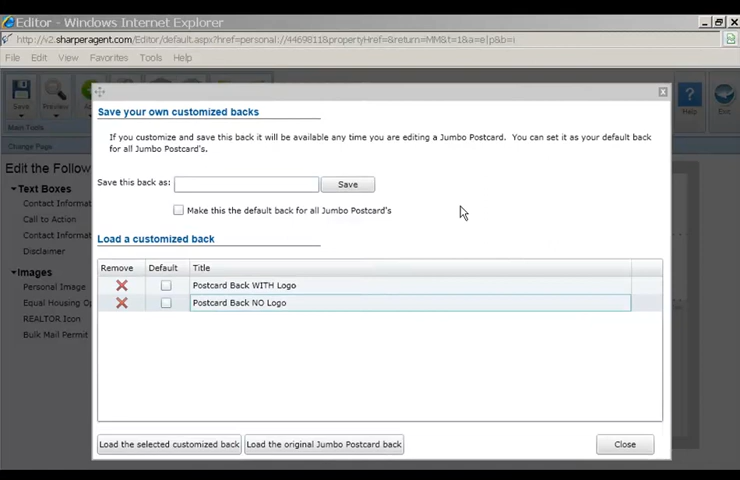 Editor - Windows Internet Explorer
http://v2.sharperagent.com/Editor/default.aspx?href=personal://4469811&propertyHref=&return=MM&t=1&a=e|p&b=
File Edit View Favorites Tools Help
Save Preview Help Exit
Main Tools
Change Page
Edit the Follow
Text Boxes
Contact Informat
Call to Action
Contact Informat
Disclaimer
Images
Personal Image
Equal Housing Op
REALTOR Icon
Bulk Mail Permit
Save your own customized backs
If you customize and save this back it will be available any time you are editing a Jumbo Postcard. You can set it as your default back
for all Jumbo Postcard's.
Save this back as: Save
Make this the default back for all Jumbo Postcard's
Load a customized back
Remove Default Title
Postcard Back WITH Logo
Postcard Back NO Logo
Load the selected customized back Load the original Jumbo Postcard back Close